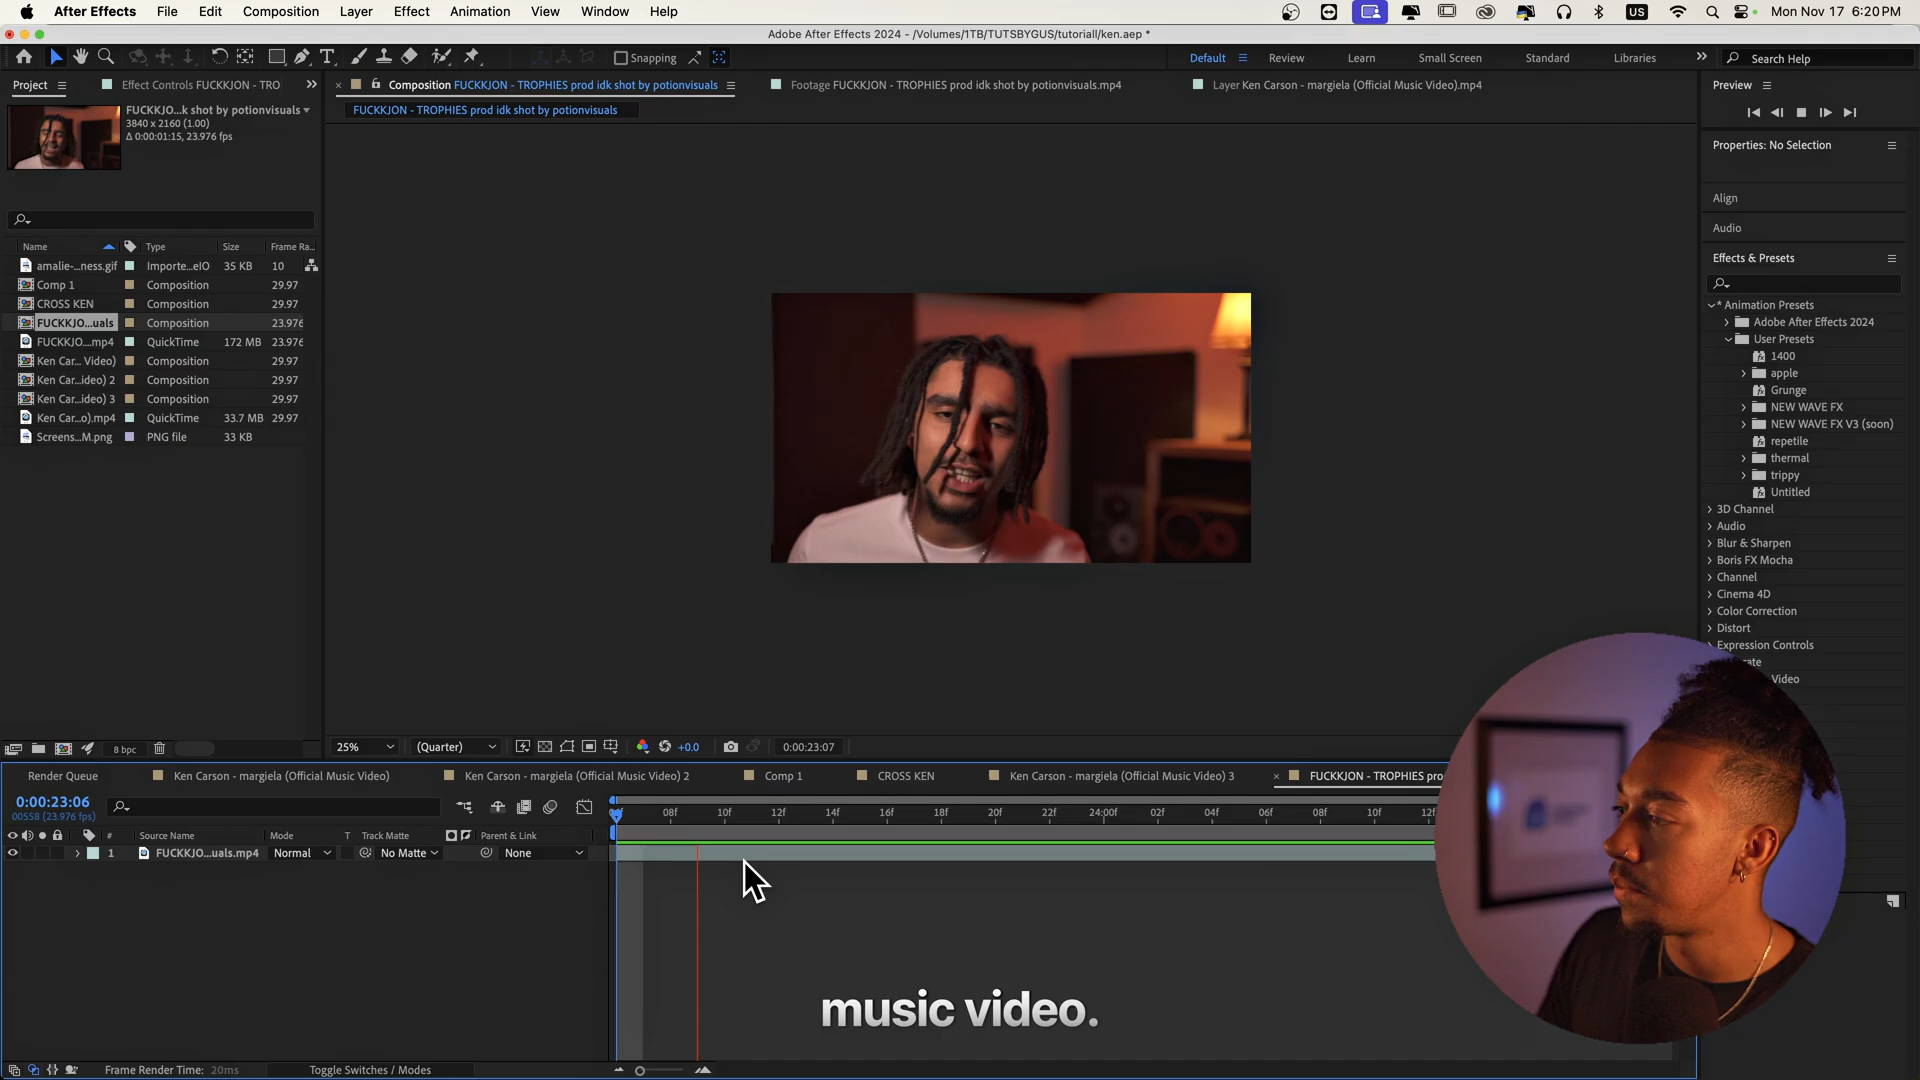 After Effects File Edit Composition Layer Effect Animation View Window Help US Mon Nov 17 6:20 PM
Adobe After Effects 2024 - /Volumes/1TB/TUTSBYGUS/tutoriall/ken.aep *
Snapping Default Review Learn Small Screen Standard Libraries Search Help
Project Effect Controls FUCKKJON - TRO Composition FUCKKJON - TROPHIES prod idk shot by potionvisuals Footage FUCKKJON - TROPHIES prod idk shot by potionvisuals.mp4 Layer Ken Carson - margiela (Official Music Video).mp4 Preview
FUCKKJO...k shot by potionvisuals
3840 x 2160 (1.00)
Δ 0:00:01:15, 23.976 fps
FUCKKJON - TROPHIES prod idk shot by potionvisuals
Name Type Size Frame Ra...
amalie-...ness.gif Importe...eIO 35 KB 10
Comp 1 Composition 29.97
CROSS KEN Composition 29.97
FUCKKJO...uals Composition 23.976
FUCKKJO....mp4 QuickTime 172 MB 23.976
Ken Car... Video) Composition 29.97
Ken Car...ideo) 2 Composition 29.97
Ken Car...ideo) 3 Composition 29.97
Ken Car...o).mp4 QuickTime 33.7 MB 29.97
Screens...M.png PNG file 33 KB
Properties: No Selection
Align
Audio
Effects & Presets
* Animation Presets
Adobe After Effects 2024
User Presets
1400
apple
Grunge
NEW WAVE FX
NEW WAVE FX V3 (soon)
repetile
thermal
trippy
Untitled
3D Channel
Audio
Blur & Sharpen
Boris FX Mocha
Channel
Cinema 4D
Color Correction
Distort
Expression Controls
Video
8 bpc 25% (Quarter) +0.0 0:00:23:07
Render Queue Ken Carson - margiela (Official Music Video) Ken Carson - margiela (Official Music Video) 2 Comp 1 CROSS KEN Ken Carson - margiela (Official Music Video) 3 FUCKKJON - TROPHIES pro
0:00:23:06
00558 (23.976 fps)
08f 10f 12f 14f 16f 18f 20f 22f 24:00f 02f 04f 06f 08f 10f 12f
# Source Name Mode T Track Matte Parent & Link
1 FUCKKJO...uals.mp4 Normal No Matte None
music video.
Frame Render Time: 20ms Toggle Switches / Modes